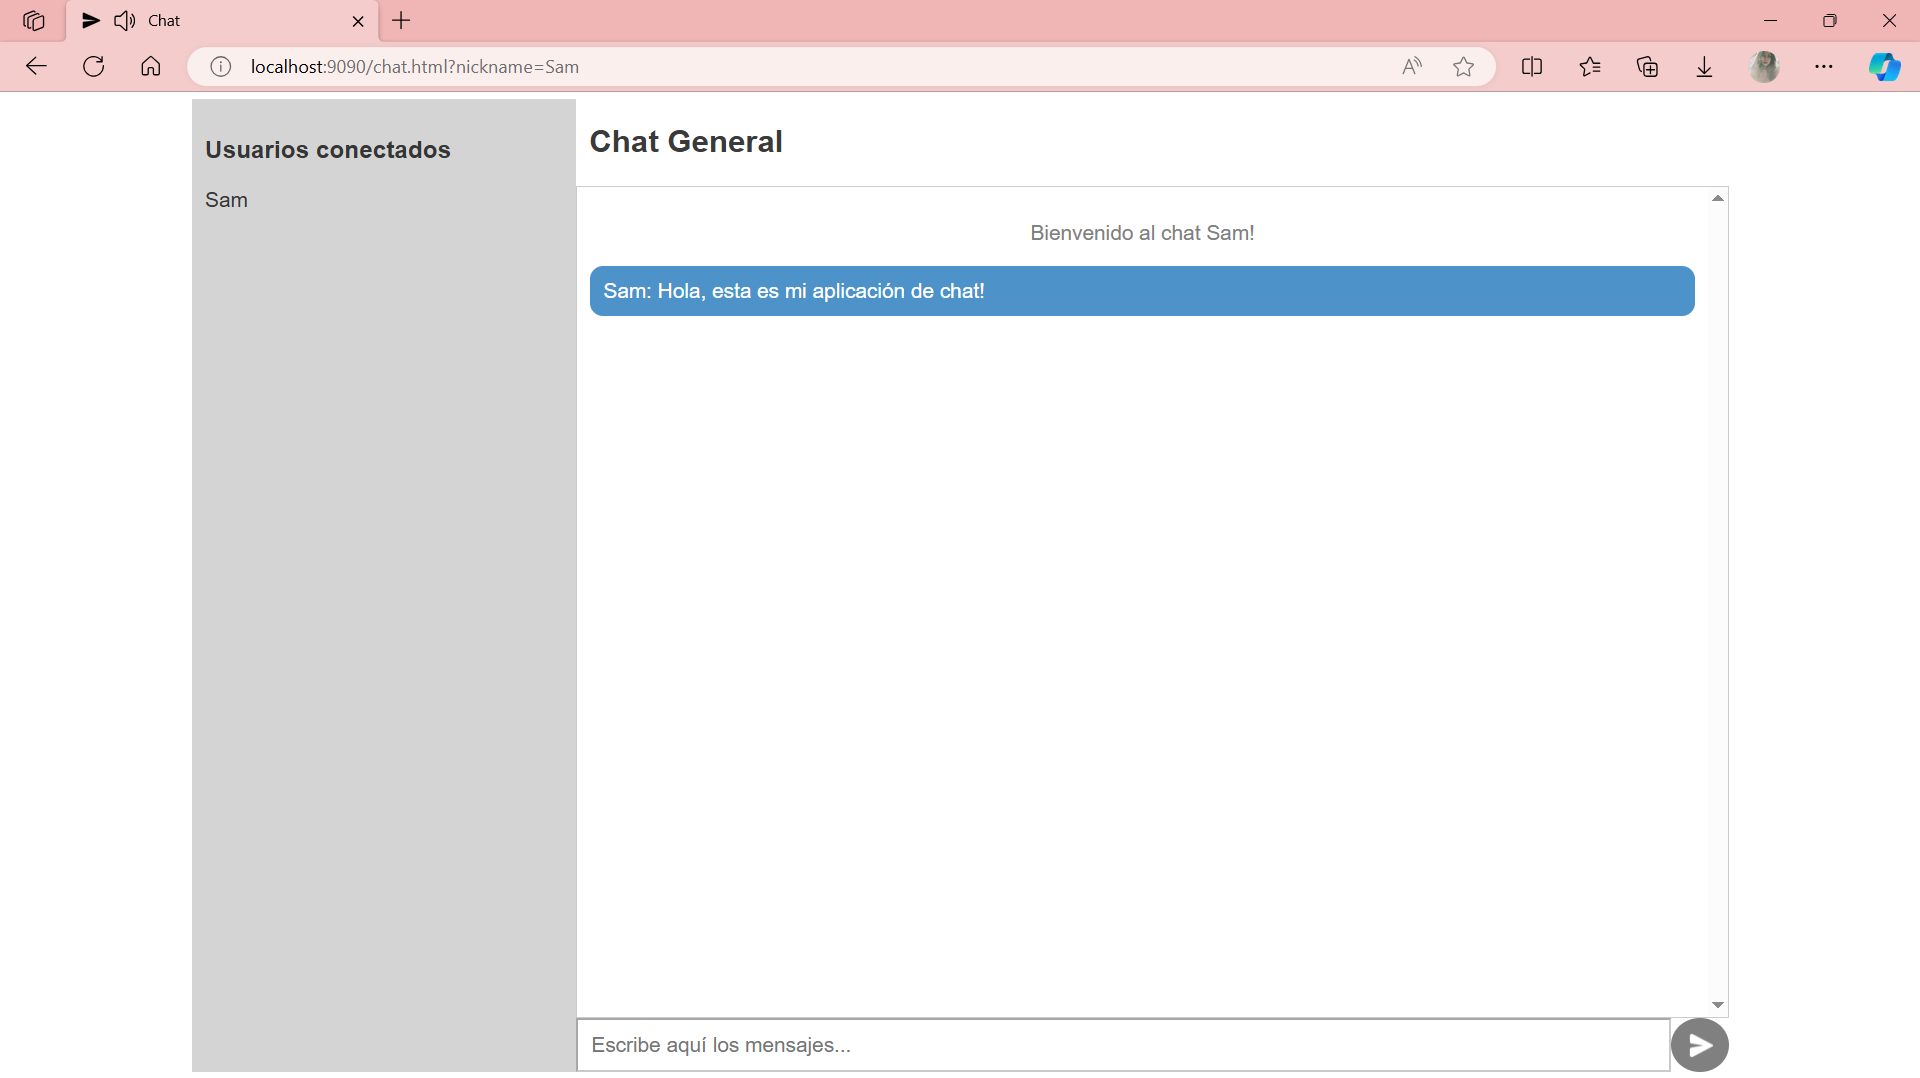 Chat
localhost:9090/chat.html?nickname=Sam
Usuarios conectados
Sam
Chat General
Bienvenido al chat Sam!
Sam: Hola, esta es mi aplicación de chat!
Escribe aquí los mensajes...